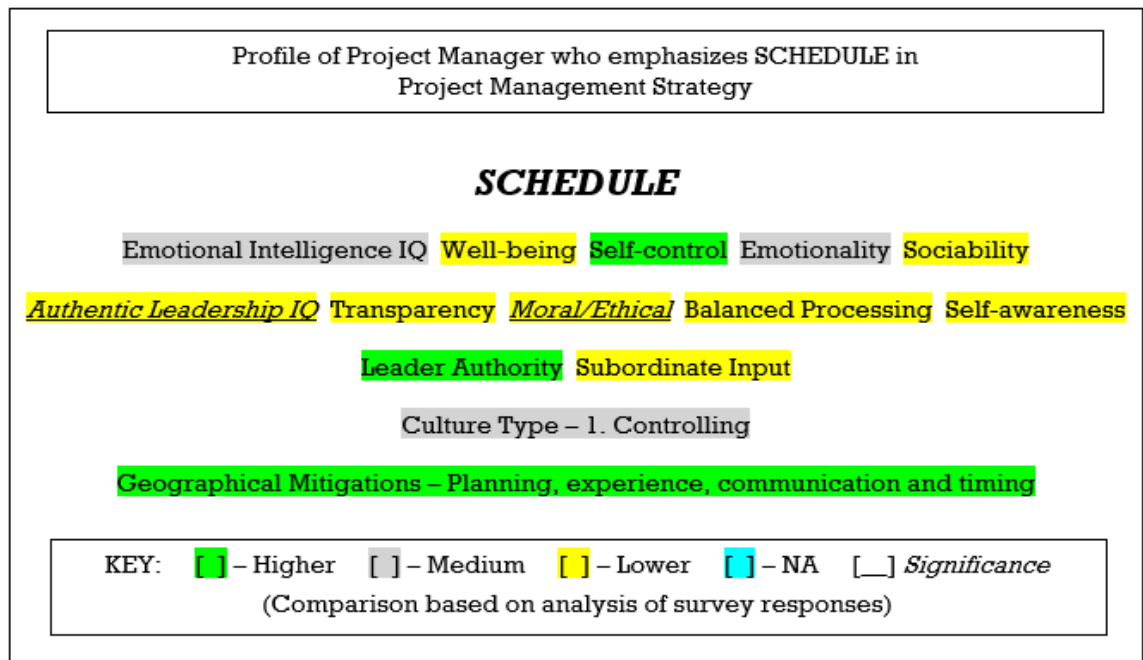 Profile of Project Manager who emphasizes SCHEDULE in
Project Management Strategy
SCHEDULE
Emotional Intelligence IQ Well-being Self-control Emotionality Sociability
Authentic Leadership IQ Transparency Moral/Ethical Balanced Processing Self-awareness
Leader Authority Subordinate Input
Culture Type – 1. Controlling
Geographical Mitigations – Planning, experience, communication and timing
KEY: [ ] – Higher [ ] – Medium [ ] – Lower [ ] – NA [__] Significance
(Comparison based on analysis of survey responses)